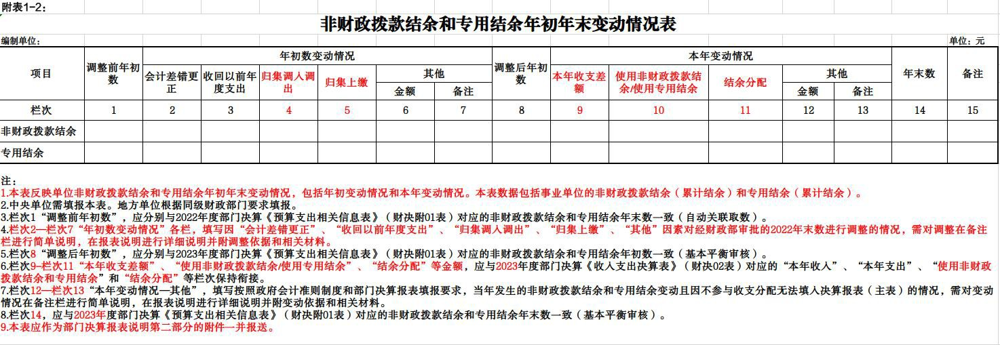 附表1-2：
非财政拨款结余和专用结余年初年末变动情况表
编制单位： 单位：元
项目 调整前年初数 年初数变动情况 调整后年初数 本年变动情况 年末数 备注
会计差错更正 收回以前年度支出 归集调入调出 归集上缴 其他 本年收支差额 使用非财政拨款结余/使用专用结余 结余分配 其他
金额 备注 金额 备注
栏次 1 2 3 4 5 6 7 8 9 10 11 12 13 14 15
非财政拨款结余
专用结余
注：
1.本表反映单位非财政拨款结余和专用结余年初年末变动情况，包括年初变动情况和本年变动情况。本表数据包括事业单位的非财政拨款结余（累计结余）和专用结余（累计结余）。
2.中央单位需填报本表。地方单位根据同级财政部门要求填报。
3.栏次1“调整前年初数”，应分别与2022年度部门决算《预算支出相关信息表》（财决附01表）对应的非财政拨款结余和专用结余年末数一致（自动关联取数）。
4.栏次2—栏次7“年初数变动情况”各栏，填写因“会计差错更正”、“收回以前年度支出”、“归集调入调出”、“归集上缴”、“其他”因素对经财政部审批的2022年末数进行调整的情况，需对调整在备注
栏进行简单说明，在报表说明进行详细说明并附调整依据和相关材料。
5.栏次8“调整后年初数”，应分别与2023年度部门决算《预算支出相关信息表》（财决附01表）对应的非财政拨款结余和专用结余年初数一致（基本平衡审核）。
6.栏次9-栏次11“本年收支差额”、“使用非财政拨款结余/使用专用结余”、“结余分配”等金额，应与2023年度部门决算《收入支出决算表》（财决02表）对应的“本年收入”、“本年支出”、“使用非财政
拨款结余和专用结余”和“结余分配”等栏次保持衔接。
7.栏次12—栏次13“本年变动情况—其他”，填写按照政府会计准则制度和部门决算报表填报要求，当年发生的非财政拨款结余和专用结余变动且因不参与收支分配无法填入决算报表（主表）的情况，需对变动
情况在备注栏进行简单说明，在报表说明进行详细说明并附变动依据和相关材料。
8.栏次14，应与2023年度部门决算《预算支出相关信息表》（财决附01表）对应的非财政拨款结余和专用结余年末数一致（基本平衡审核）。
9.本表应作为部门决算报表说明第二部分的附件一并报送。